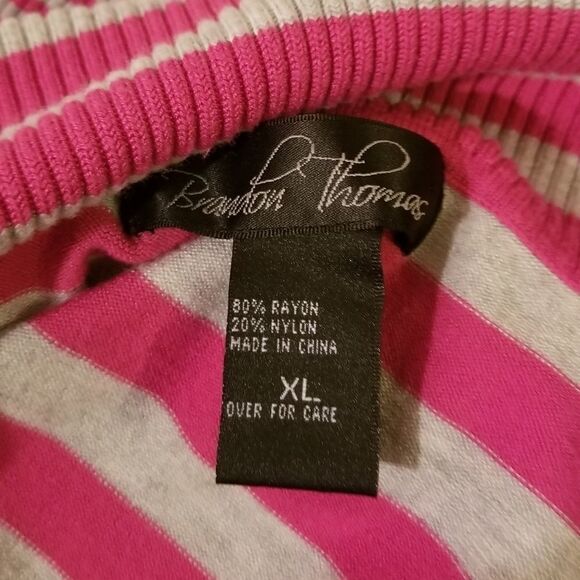 Brandon Thomas
80% RAYON
20% NYLON
MADE IN CHINA
XL
OVER FOR CARE